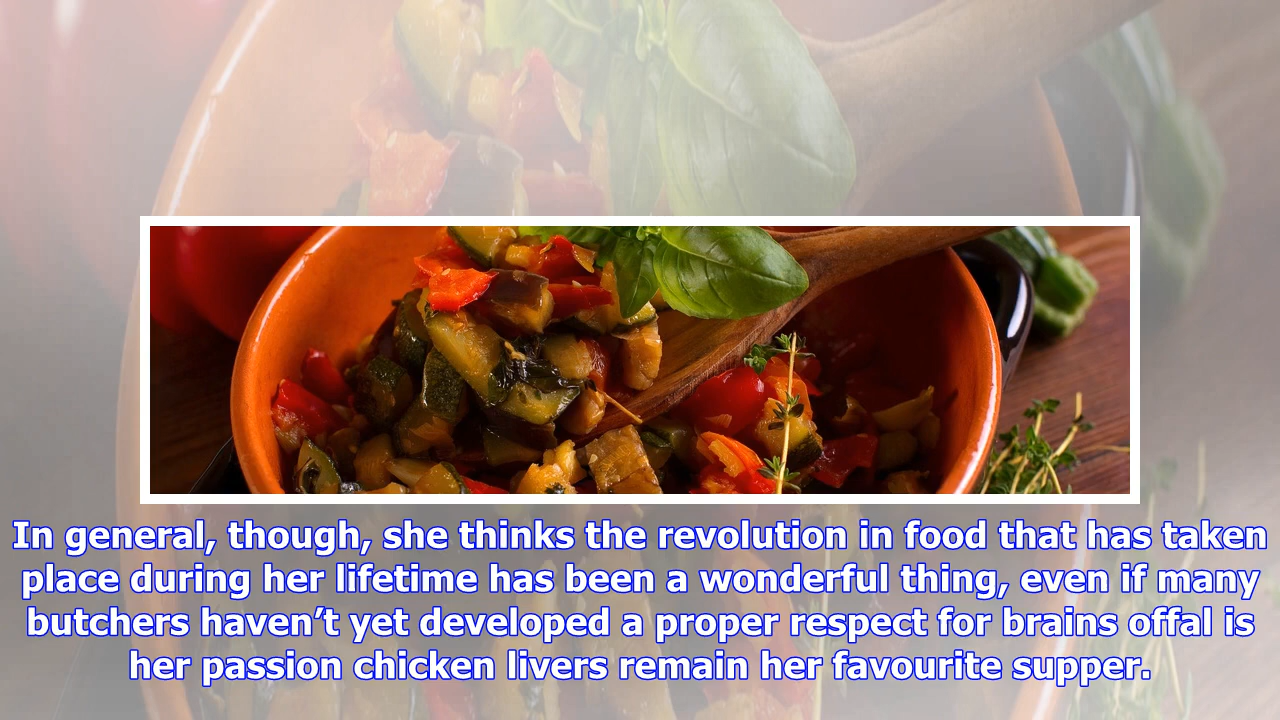 In general, though, she thinks the revolution in food that has taken
place during her lifetime has been a wonderful thing, even if many
butchers haven’t yet developed a proper respect for brains offal is
her passion chicken livers remain her favourite supper.